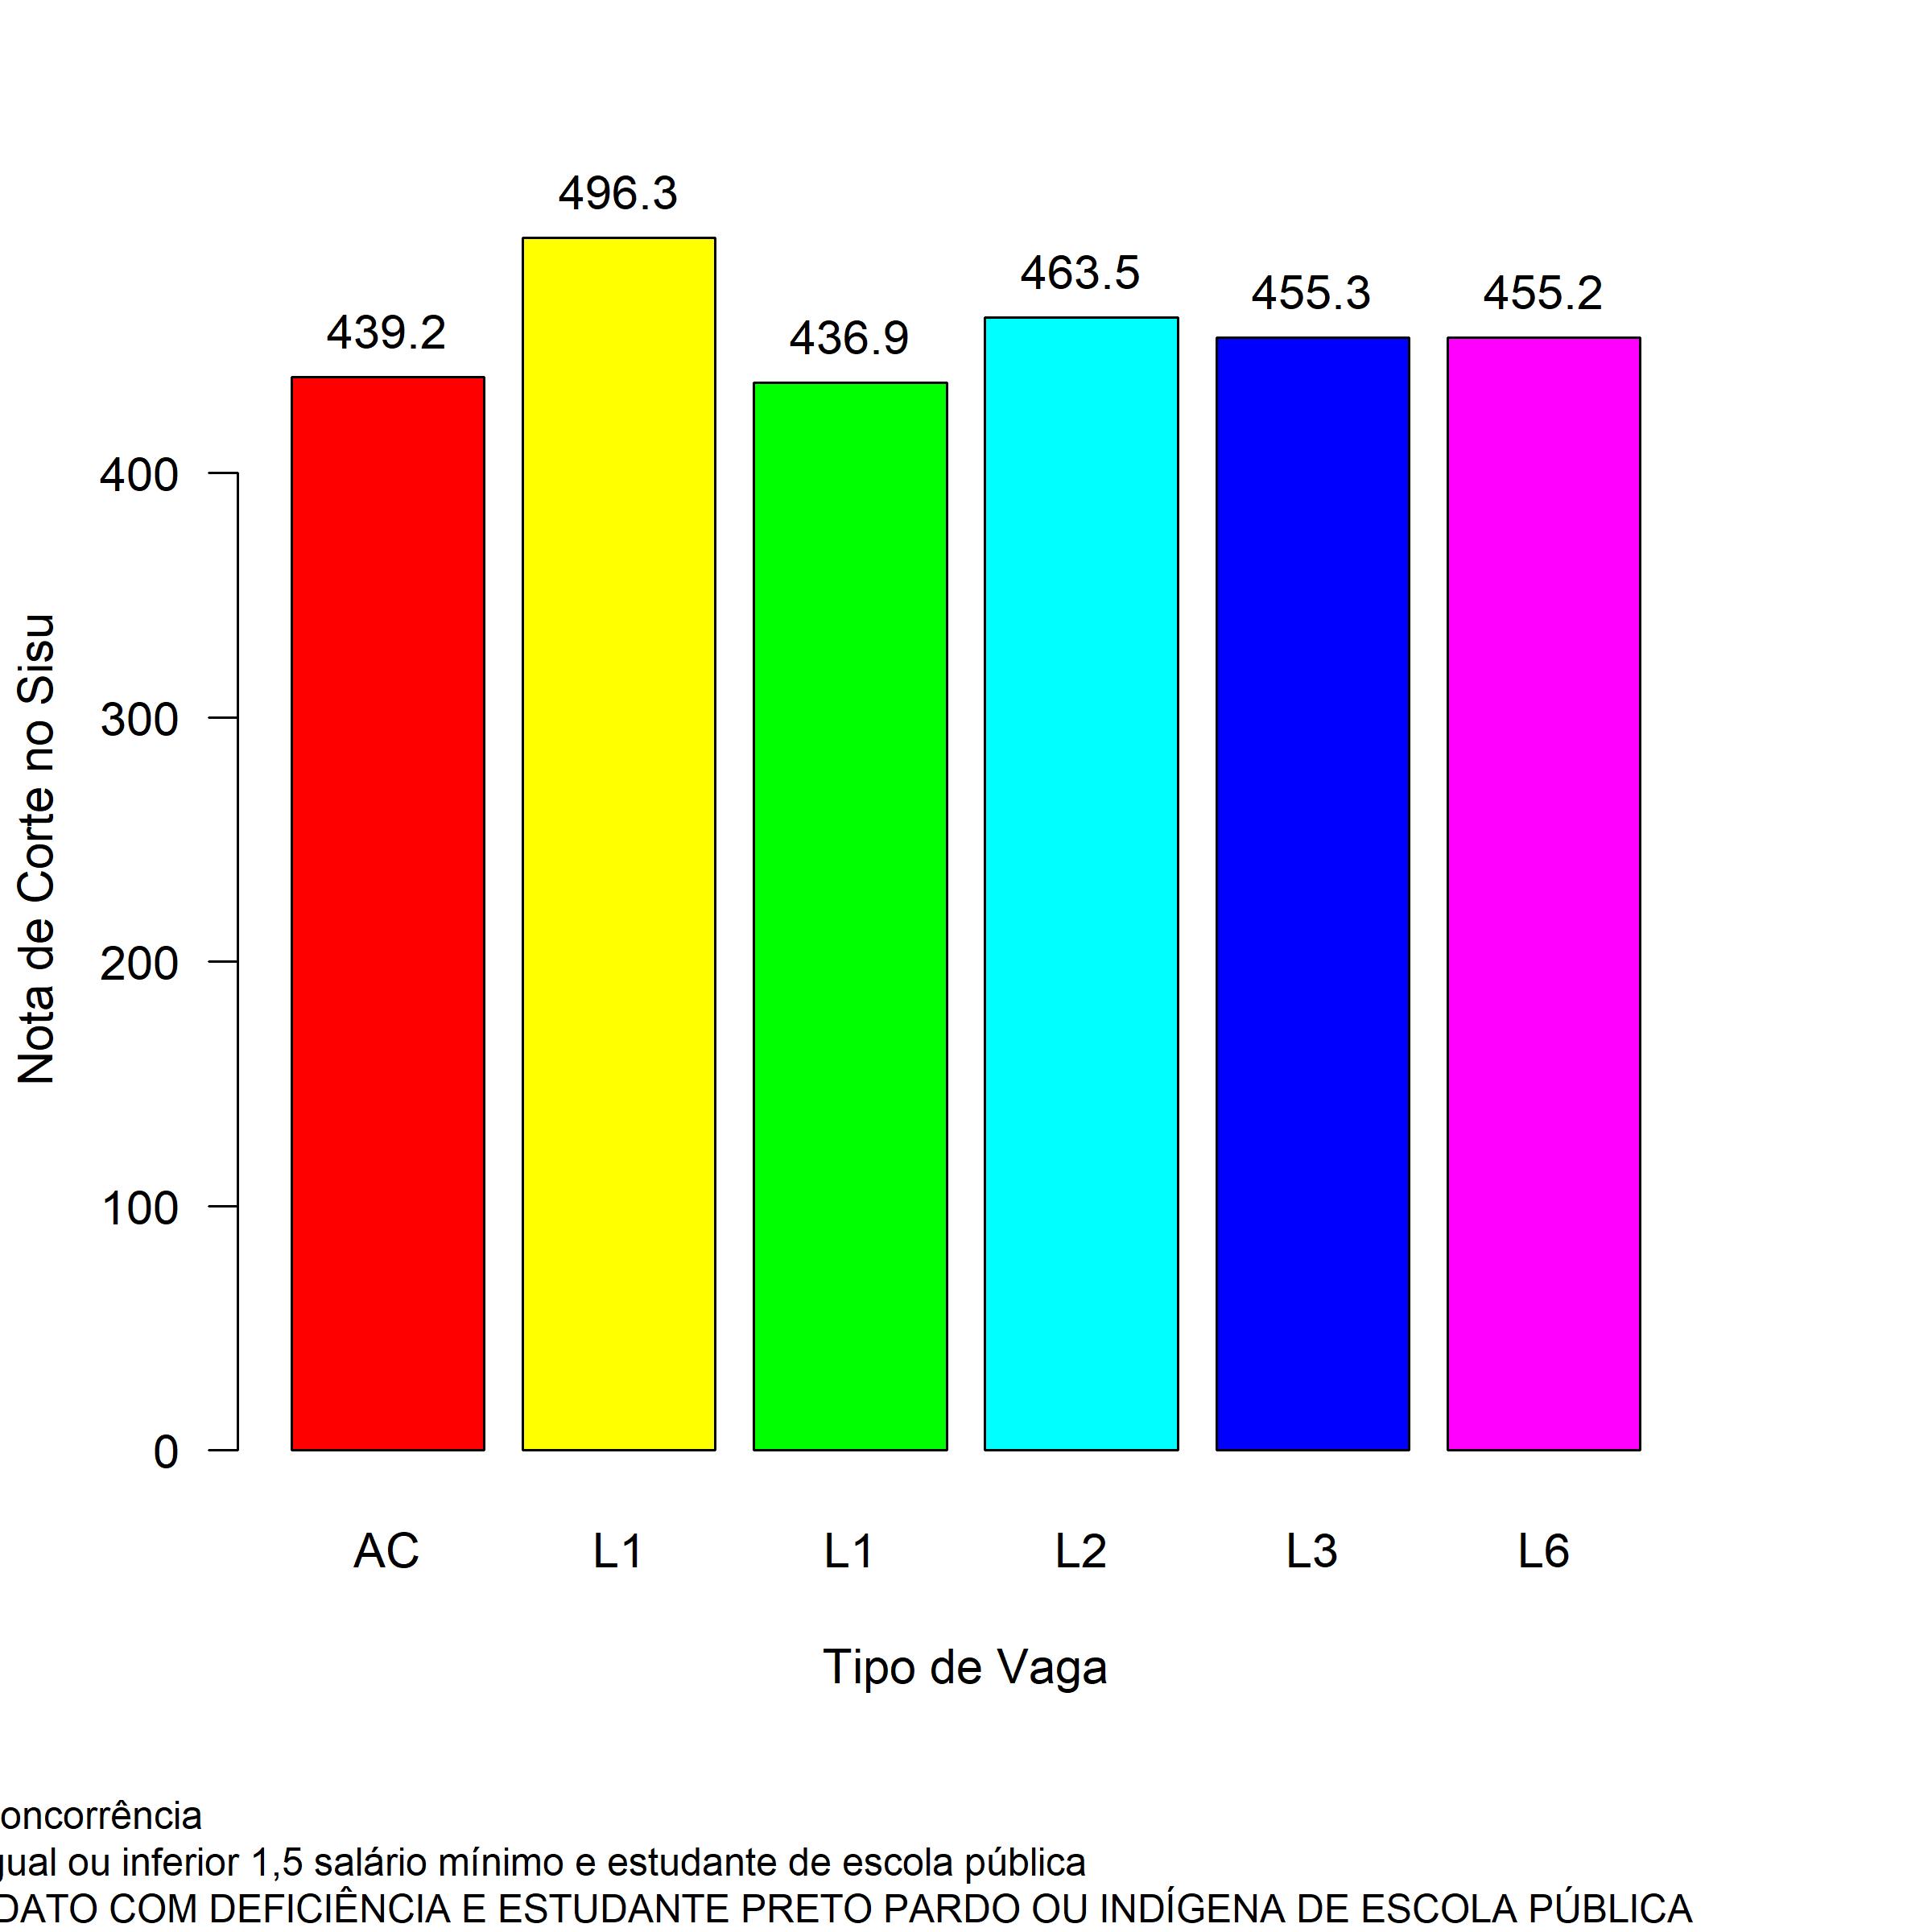 496.3
463.5
455.3
455.2
439.2
436.9
400
300
200
100
0
Nota de Corte no Sisu
AC L1 L1 L2 L3 L6
Tipo de Vaga
oncorrência
gual ou inferior 1,5 salário mínimo e estudante de escola pública
DATO COM DEFICIÊNCIA E ESTUDANTE PRETO PARDO OU INDÍGENA DE ESCOLA PÚBLICA